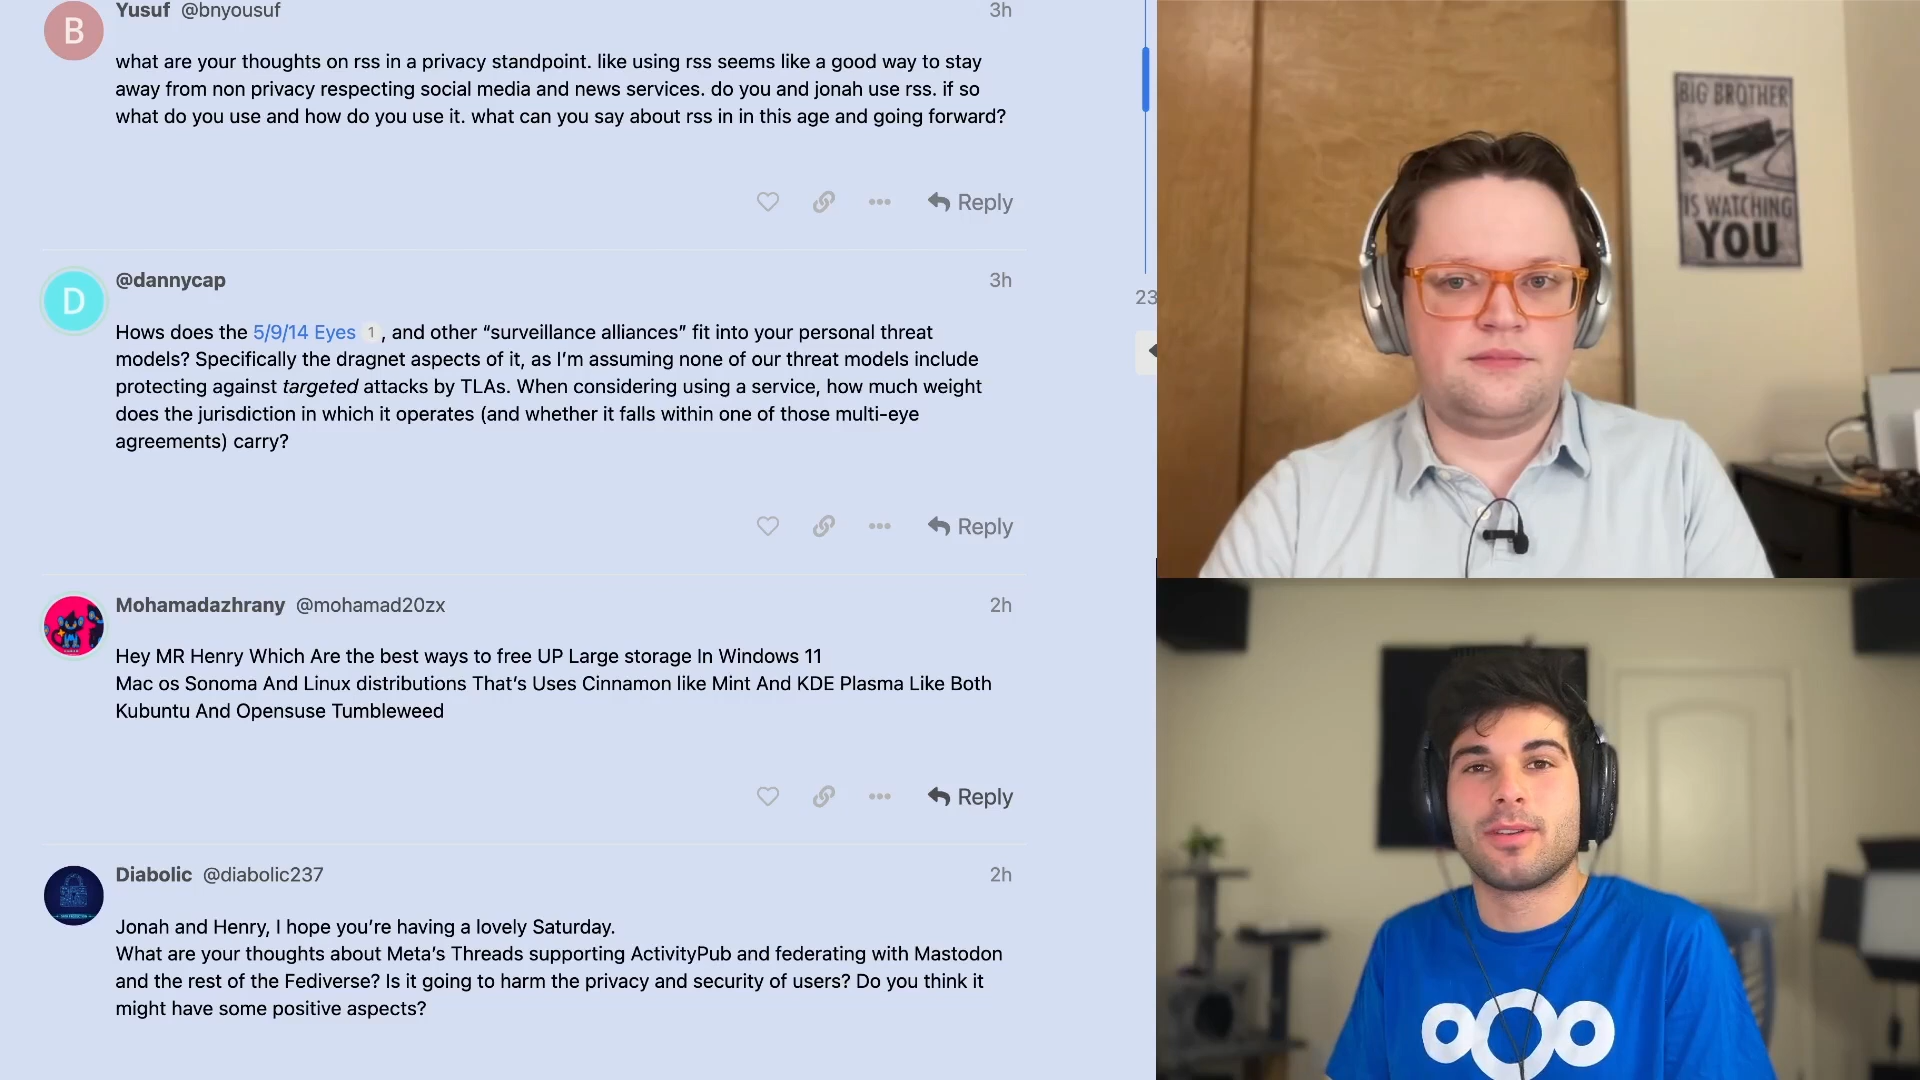 B
Yusuf @bnyousuf
3h
what are your thoughts on rss in a privacy standpoint. like using rss seems like a good way to stay
away from non privacy respecting social media and news services. do you and jonah use rss. if so
what do you use and how do you use it. what can you say about rss in in this age and going forward?
Reply
D
@dannycap
3h
Hows does the 5/9/14 Eyes 1, and other “surveillance alliances” fit into your personal threat
models? Specifically the dragnet aspects of it, as I’m assuming none of our threat models include
protecting against targeted attacks by TLAs. When considering using a service, how much weight
does the jurisdiction in which it operates (and whether it falls within one of those multi-eye
agreements) carry?
Reply
Mohamadazhrany @mohamad20zx
2h
Hey MR Henry Which Are the best ways to free UP Large storage In Windows 11
Mac os Sonoma And Linux distributions That’s Uses Cinnamon like Mint And KDE Plasma Like Both
Kubuntu And Opensuse Tumbleweed
Reply
Diabolic @diabolic237
2h
Jonah and Henry, I hope you’re having a lovely Saturday.
What are your thoughts about Meta’s Threads supporting ActivityPub and federating with Mastodon
and the rest of the Fediverse? Is it going to harm the privacy and security of users? Do you think it
might have some positive aspects?
23
BIG BROTHER
IS WATCHING
YOU